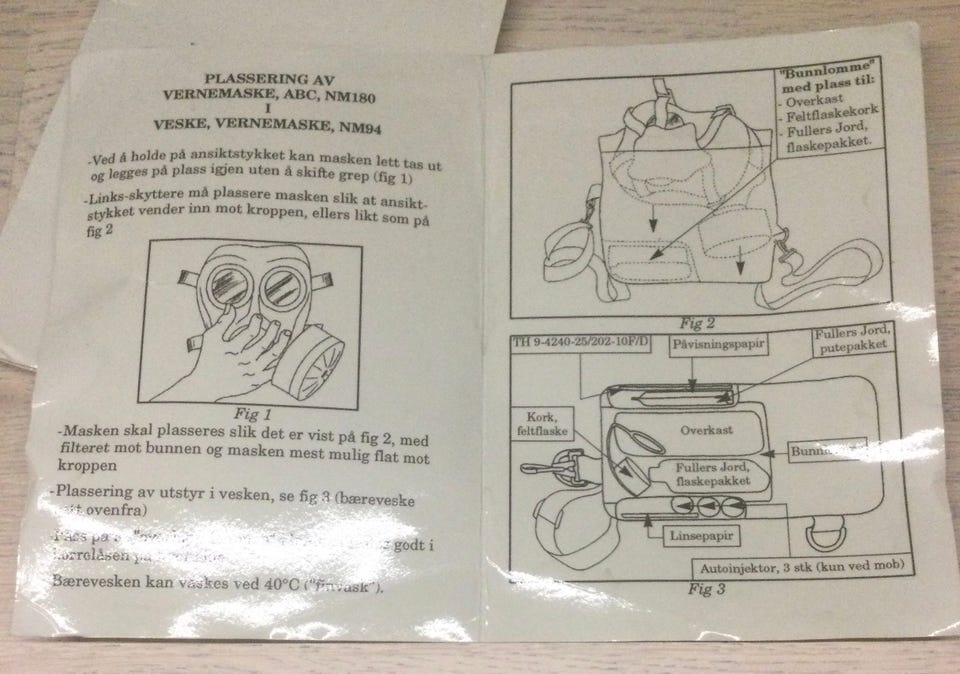 PLASSERING AV
VERNEMASKE, ABC, NM180
I
VESKE, VERNEMASKE, NM94
-Ved å holde på ansiktstykket kan masken lett tas ut
og legges på plass igjen uten å skifte grep (fig 1)
-Links-skyttere må plassere masken slik at ansikt-
stykket vender inn mot kroppen, ellers likt som på
fig 2
Fig 1
-Masken skal plasseres slik det er vist på fig 2, med
filteret mot bunnen og masken mest mulig flat mot
kroppen
-Plassering av utstyr i vesken, se fig 3 (bæreveske
ovenfra)
godt i
Bærevesken kan vaskes ved 40°C ("finvask").
"Bunnlomme"
med plass til:
- Overkast
- Feltflaskekork
- Fullers Jord,
flaskepakket.
Fig 2
TH 9-4240-25/202-10F/D
Påvisningspapir
Fullers Jord,
putepakket
Kork,
feltflaske
Overkast
Fullers Jord,
flaskepakket
Linsepapir
Autoinjektor, 3 stk (kun ved mob)
Fig 3